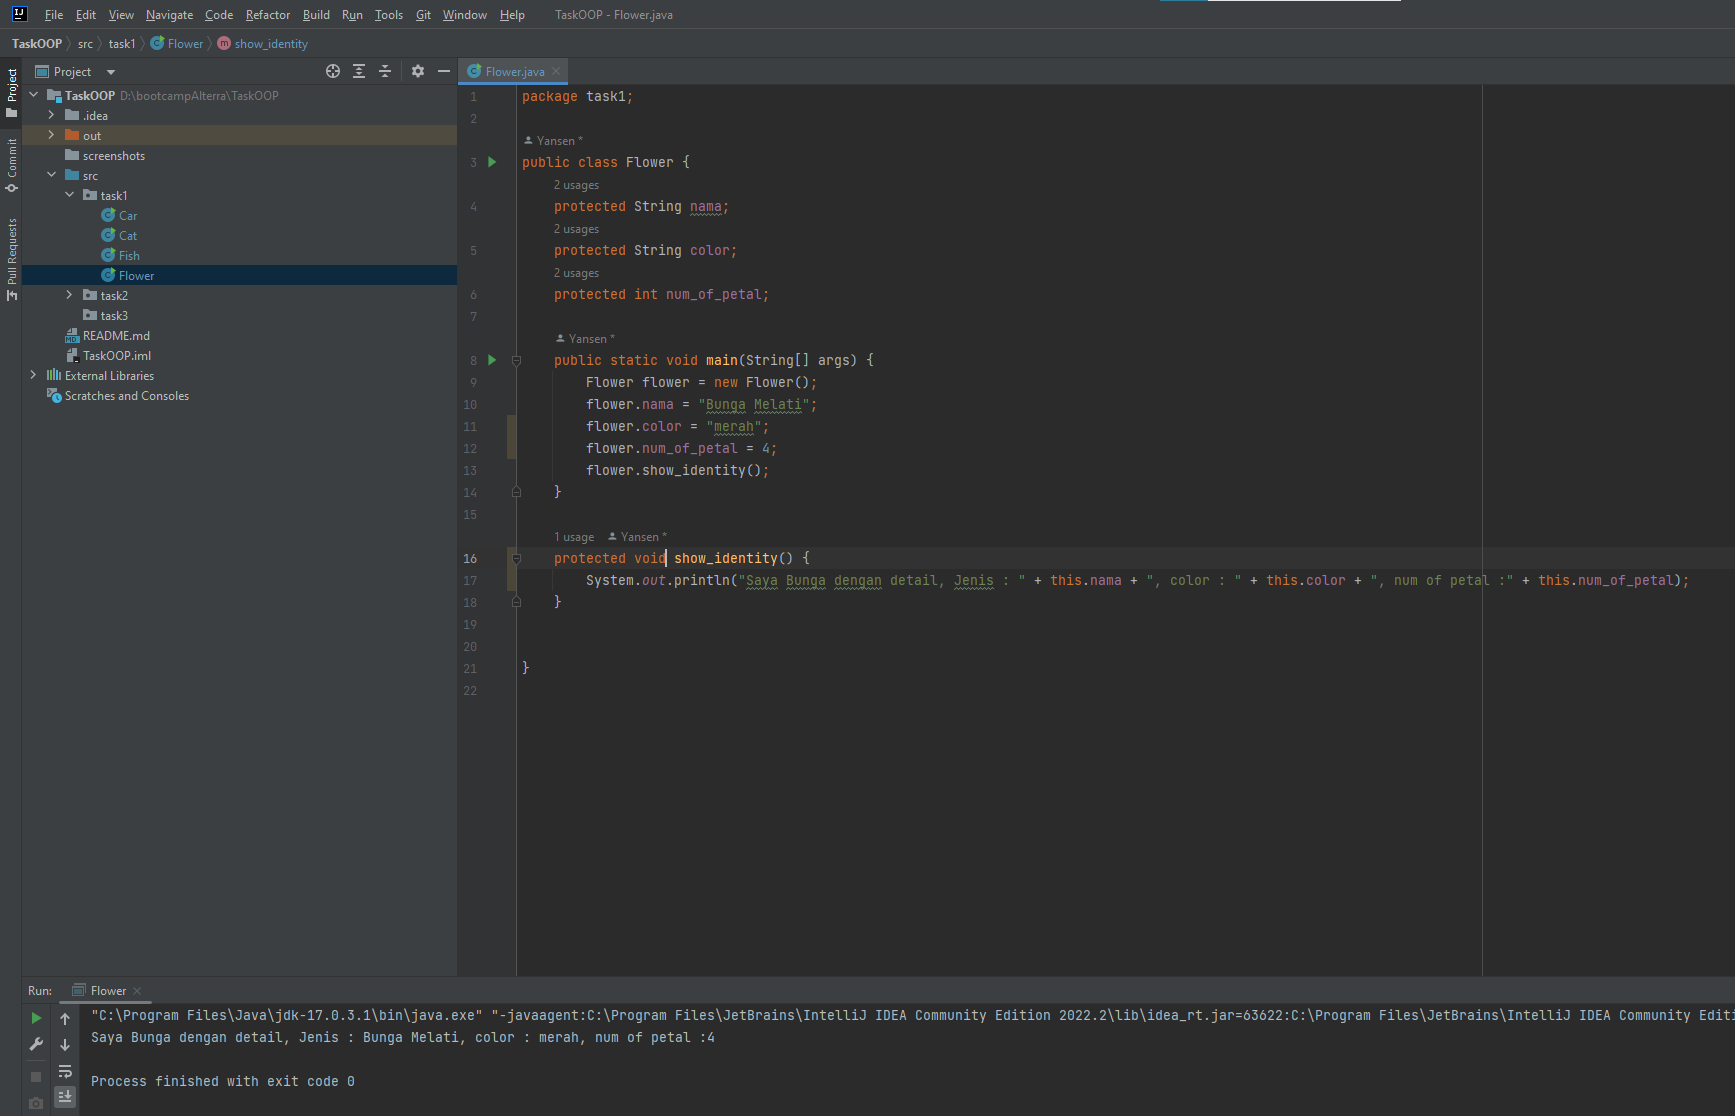 IJ File Edit View Navigate Code Refactor Build Run Tools Git Window Help TaskOOP - Flower.java
TaskOOP src task1 C Flower m show_identity
Project
Commit
Pull Requests
Project
TaskOOP D:\bootcampAlterra\TaskOOP
.idea
out
screenshots
src
task1
C Car
C Cat
C Fish
C Flower
task2
task3
MD README.md
TaskOOP.iml
External Libraries
Scratches and Consoles
C Flower.java
1 package task1;
2
Yansen *
3 public class Flower {
2 usages
4 protected String nama;
2 usages
5 protected String color;
2 usages
6 protected int num_of_petal;
7
Yansen *
8 public static void main(String[] args) {
9 Flower flower = new Flower();
10 flower.nama = "Bunga Melati";
11 flower.color = "merah";
12 flower.num_of_petal = 4;
13 flower.show_identity();
14 }
15
1 usage Yansen *
16 protected void show_identity() {
17 System.out.println("Saya Bunga dengan detail, Jenis : " + this.nama + ", color : " + this.color + ", num of petal :" + this.num_of_petal);
18 }
19
20
21 }
22
Run: Flower
"C:\Program Files\Java\jdk-17.0.3.1\bin\java.exe" "-javaagent:C:\Program Files\JetBrains\IntelliJ IDEA Community Edition 2022.2\lib\idea_rt.jar=63622:C:\Program Files\JetBrains\IntelliJ IDEA Community Editi
Saya Bunga dengan detail, Jenis : Bunga Melati, color : merah, num of petal :4
Process finished with exit code 0